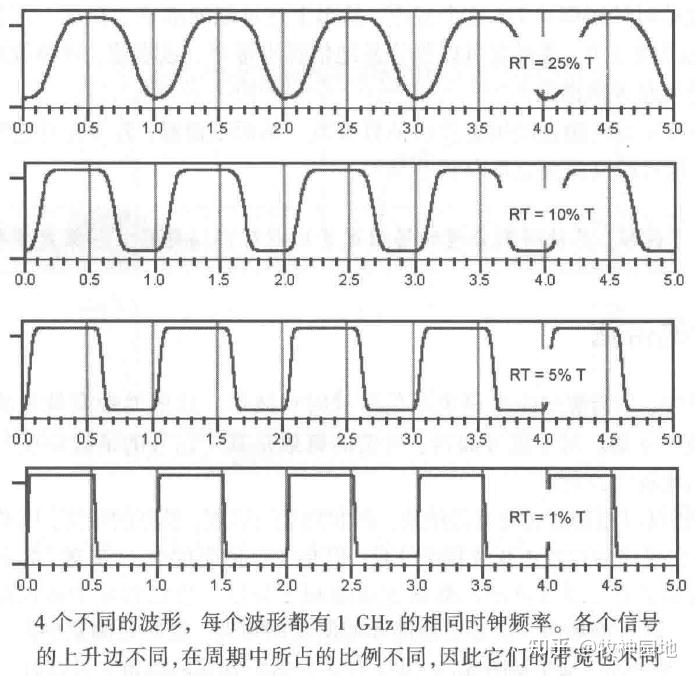 RT = 25% T
0.0 0.5 1.0 1.5 2.0 2.5 3.0 3.5 4.0 4.5 5.0
RT = 10% T
0.0 0.5 1.0 1.5 2.0 2.5 3.0 3.5 4.0 4.5 5.0
RT = 5% T
0.0 0.5 1.0 1.5 2.0 2.5 3.0 3.5 4.0 4.5 5.0
RT = 1% T
0.0 0.5 1.0 1.5 2.0 2.5 3.0 3.5 4.0 4.5 5.0
4 个不同的波形，每个波形都有 1 GHz 的相同时钟频率。各个信号
的上升边不同，在周期中所占的比例不同，因此它们的带宽也不同
知乎 @牧神园地